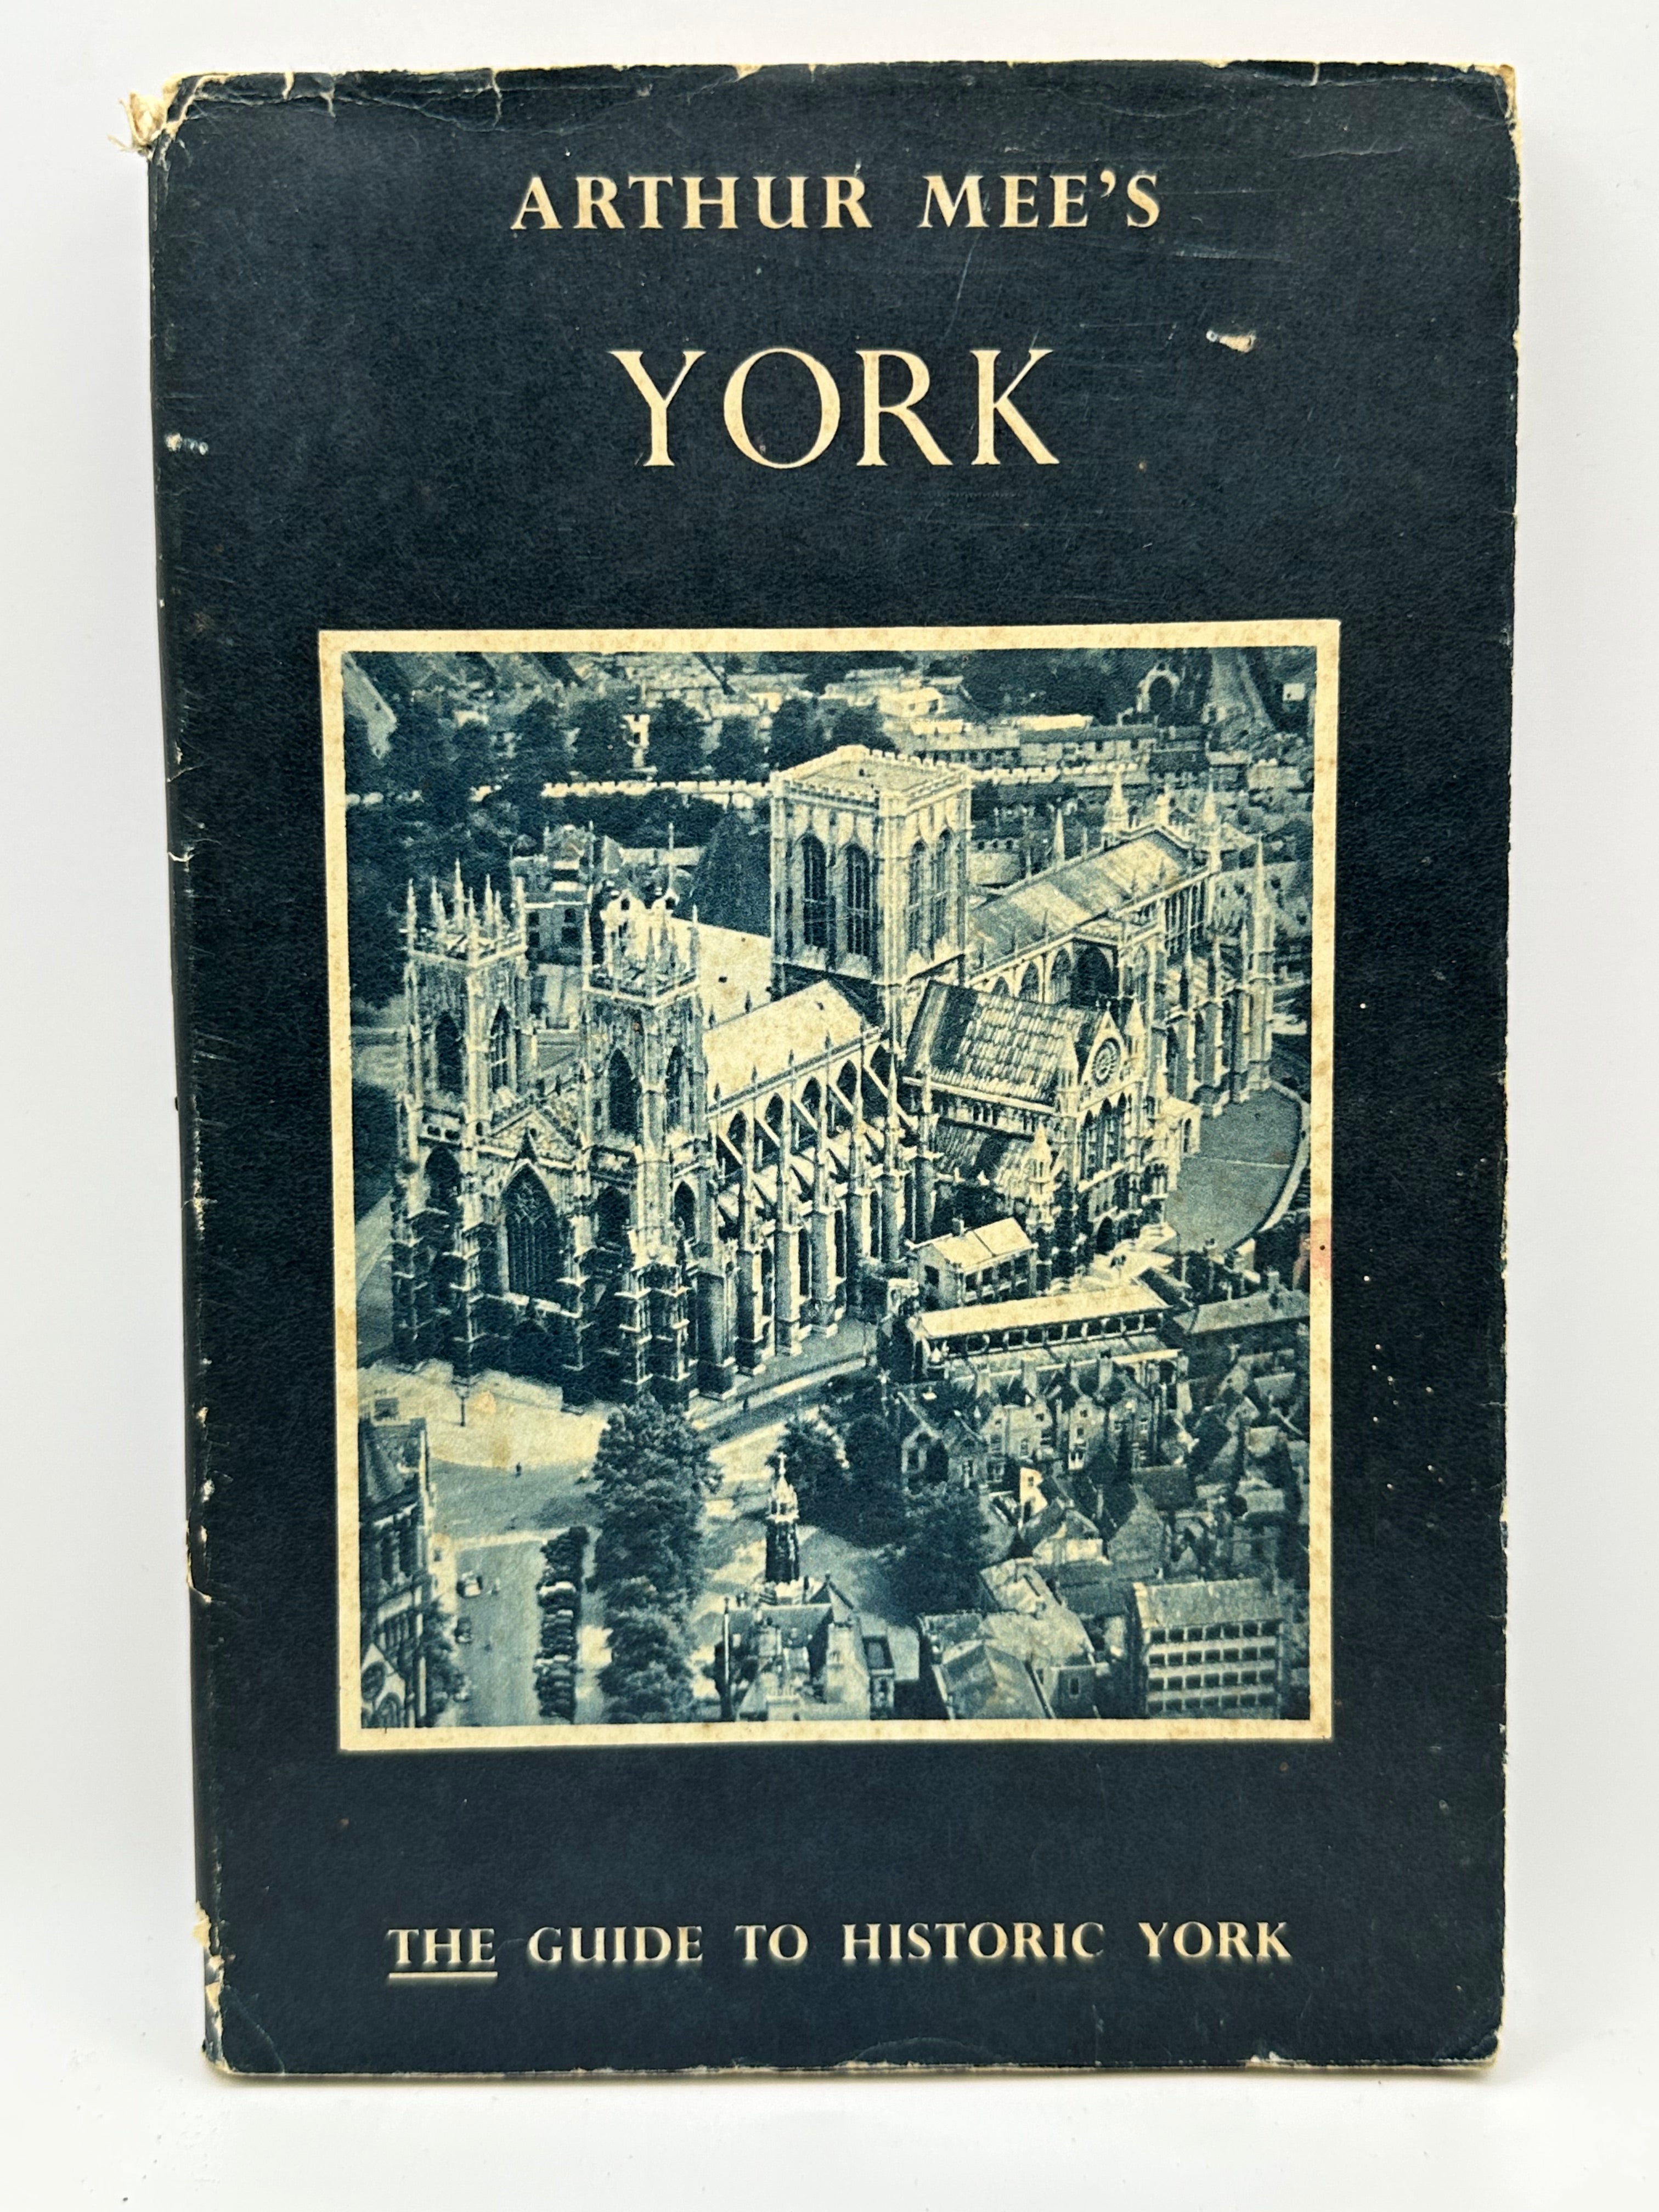 ARTHUR MEE'S
YORK
THE GUIDE TO HISTORIC YORK